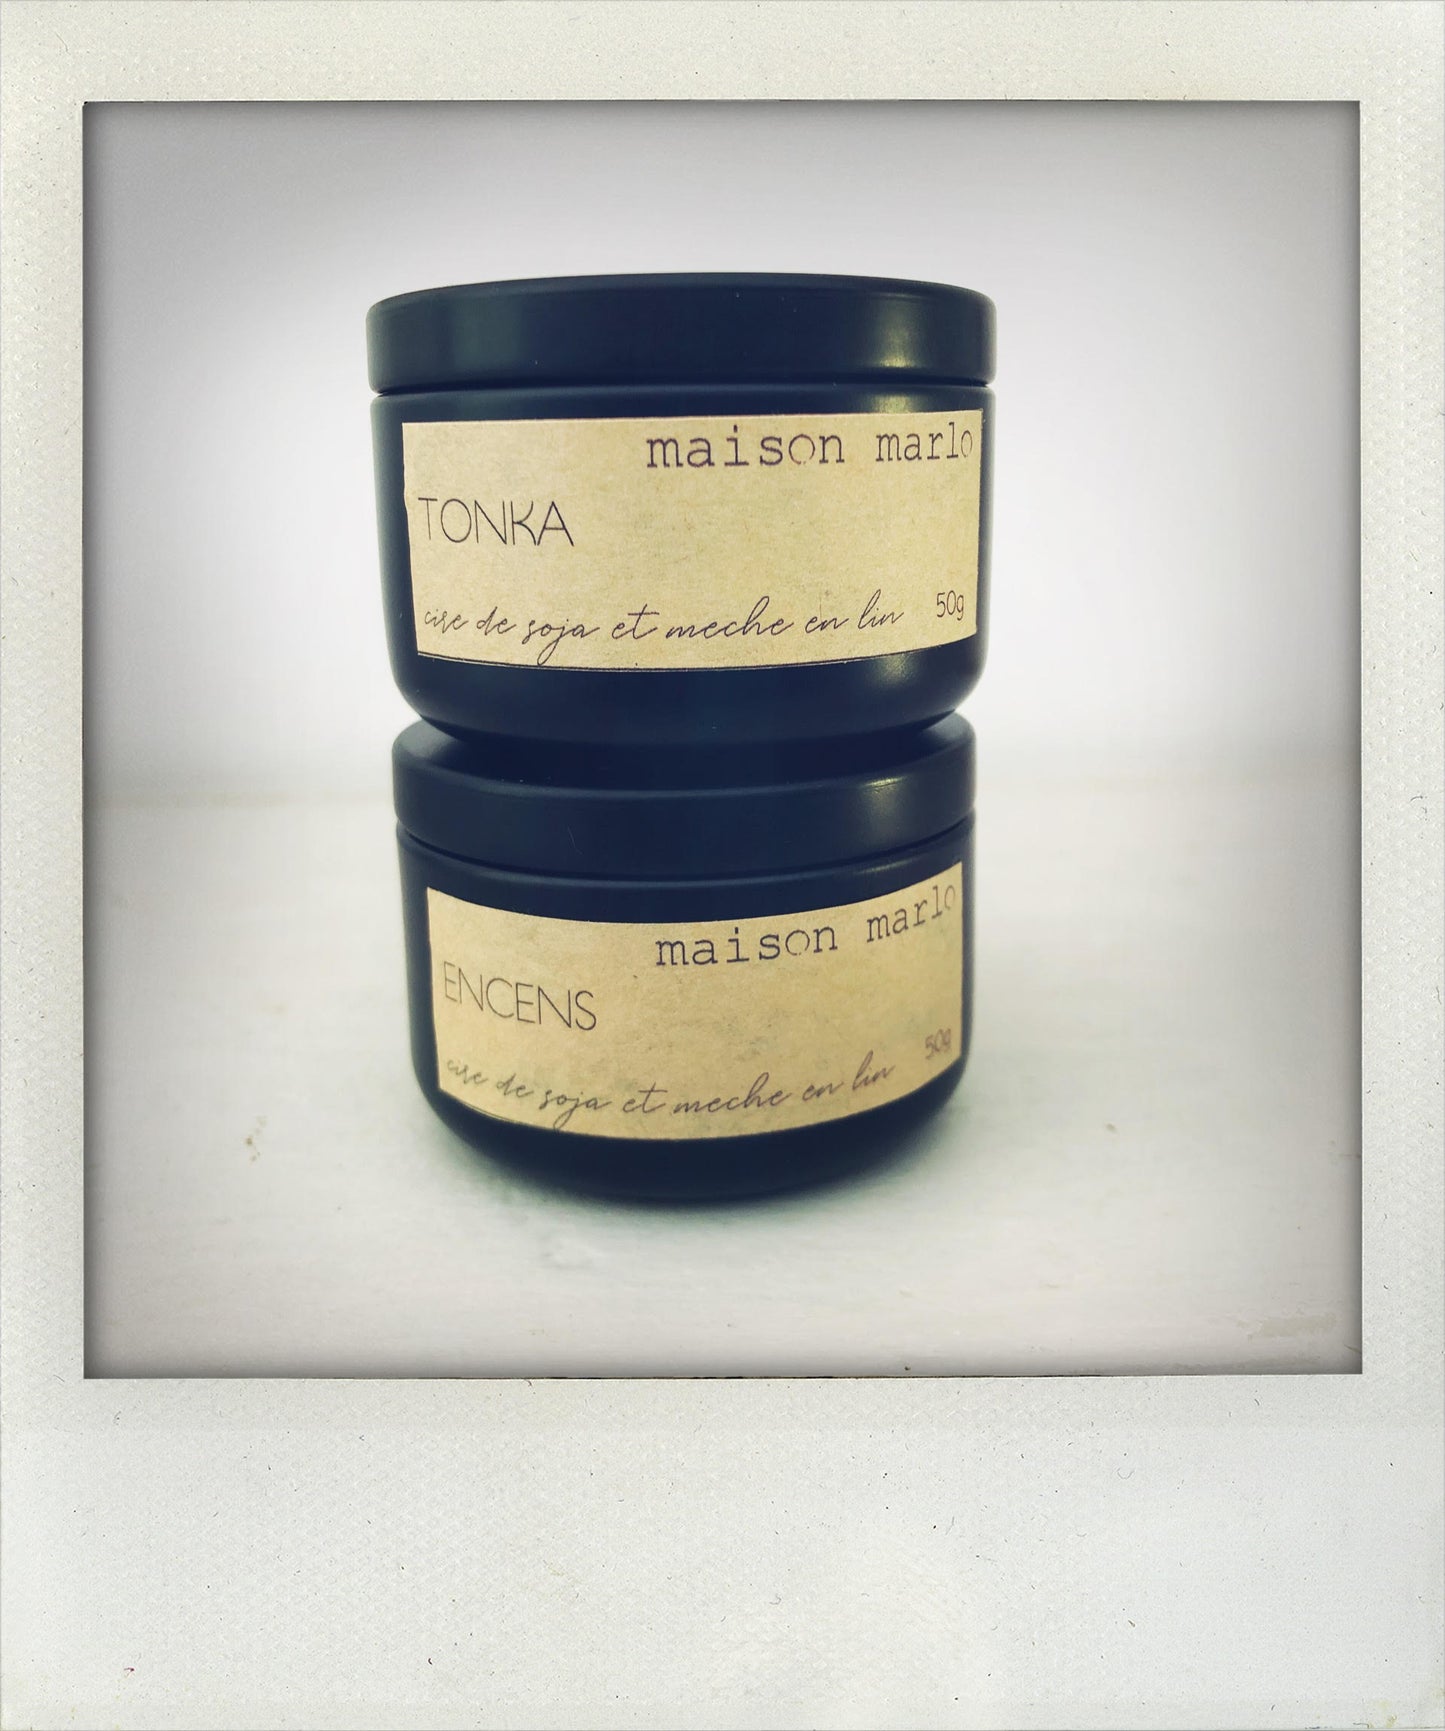 maison marlo
TONKA
cire de soja et meche en lin 50g
maison marlo
ENCENS
cire de soja et meche en lin 50g